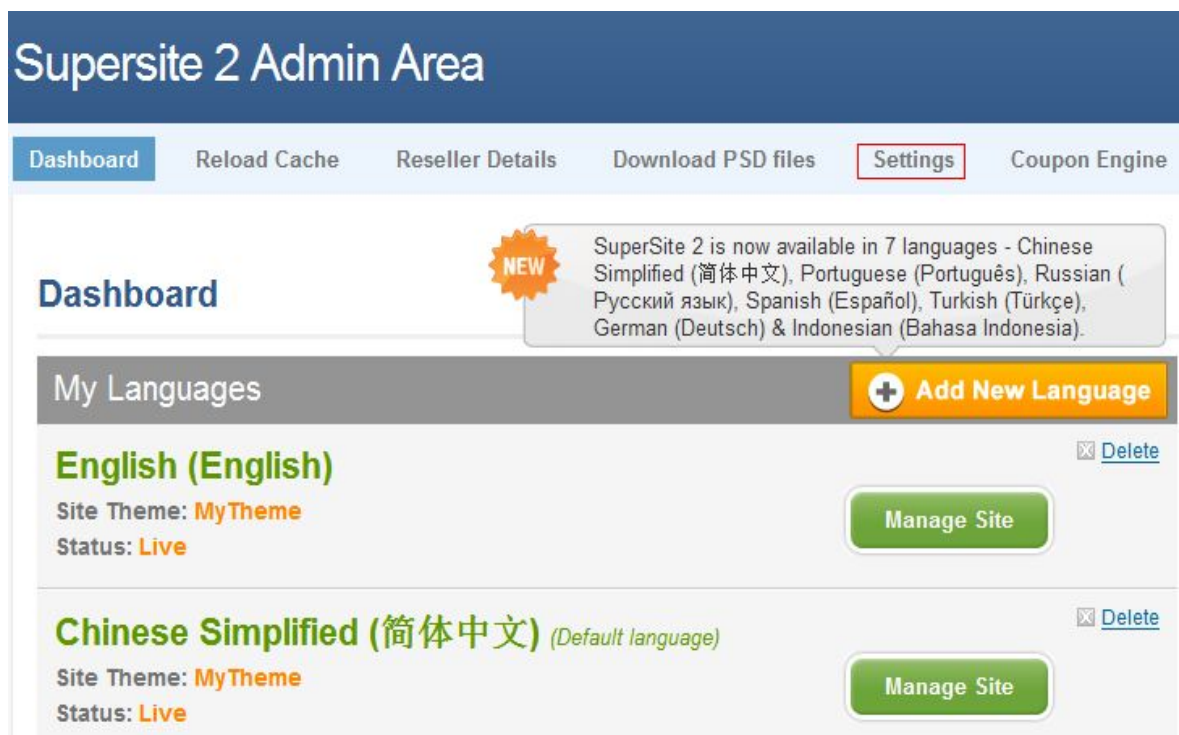 Supersite 2 Admin Area
Dashboard Reload Cache Reseller Details Download PSD files Settings Coupon Engine
NEW
SuperSite 2 is now available in 7 languages - Chinese
Simplified (简体中文), Portuguese (Português), Russian (
Русский язык), Spanish (Español), Turkish (Türkçe),
German (Deutsch) & Indonesian (Bahasa Indonesia).
Dashboard
My Languages
Add New Language
English (English)
Delete
Site Theme: MyTheme
Manage Site
Status: Live
Chinese Simplified (简体中文) (Default language)
Delete
Site Theme: MyTheme
Manage Site
Status: Live